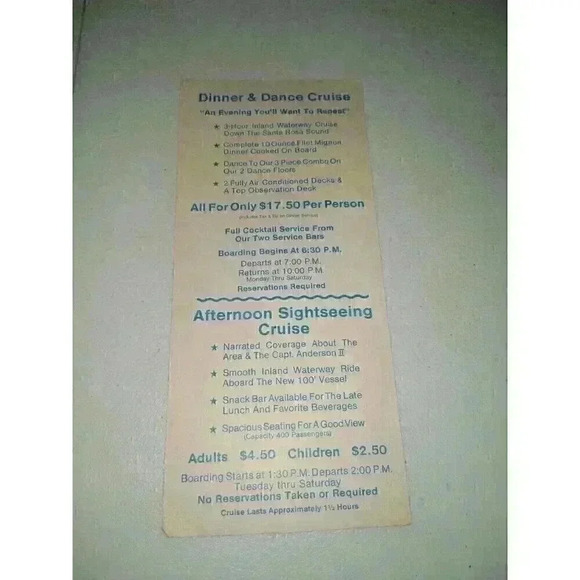 Dinner & Dance Cruise
"An Evening You'll Want To Repeat"
★ 3-Hour Inland Waterway Cruise
Down The Santa Rosa Sound
★ Complete 10 Ounce Filet Mignon
Dinner Cooked On Board
★ Dance To Our 3 Piece Combo On
Our 2 Dance Floors
★ 2 Fully Air Conditioned Decks &
A Top Observation Deck
All For Only $17.50 Per Person
(Includes Tax & Tip on Dinner Service)
Full Cocktail Service From
Our Two Service Bars
Boarding Begins At 6:30 P.M.
Departs at 7:00 P.M.
Returns at 10:00 P.M.
Monday Thru Saturday
Reservations Required
Afternoon Sightseeing
Cruise
★ Narrated Coverage About The
Area & The Capt. Anderson II
★ Smooth Inland Waterway Ride
Aboard The New 100' Vessel
★ Snack Bar Available For The Late
Lunch And Favorite Beverages
★ Spacious Seating For A Good View
(Capacity 400 Passengers)
Adults $4.50 Children $2.50
Boarding Starts at 1:30 P.M. Departs 2:00 P.M.
Tuesday thru Saturday
No Reservations Taken or Required
Cruise Lasts Approximately 1½ Hours